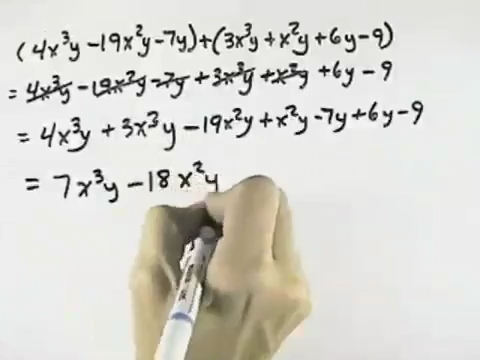 (4x³y - 19x²y - 7y) + (3x³y + x²y + 6y - 9)
= 4x³y - 19x²y - 7y + 3x³y + x²y + 6y - 9
= 4x³y + 3x³y - 19x²y + x²y - 7y + 6y - 9
= 7x³y - 18x²y